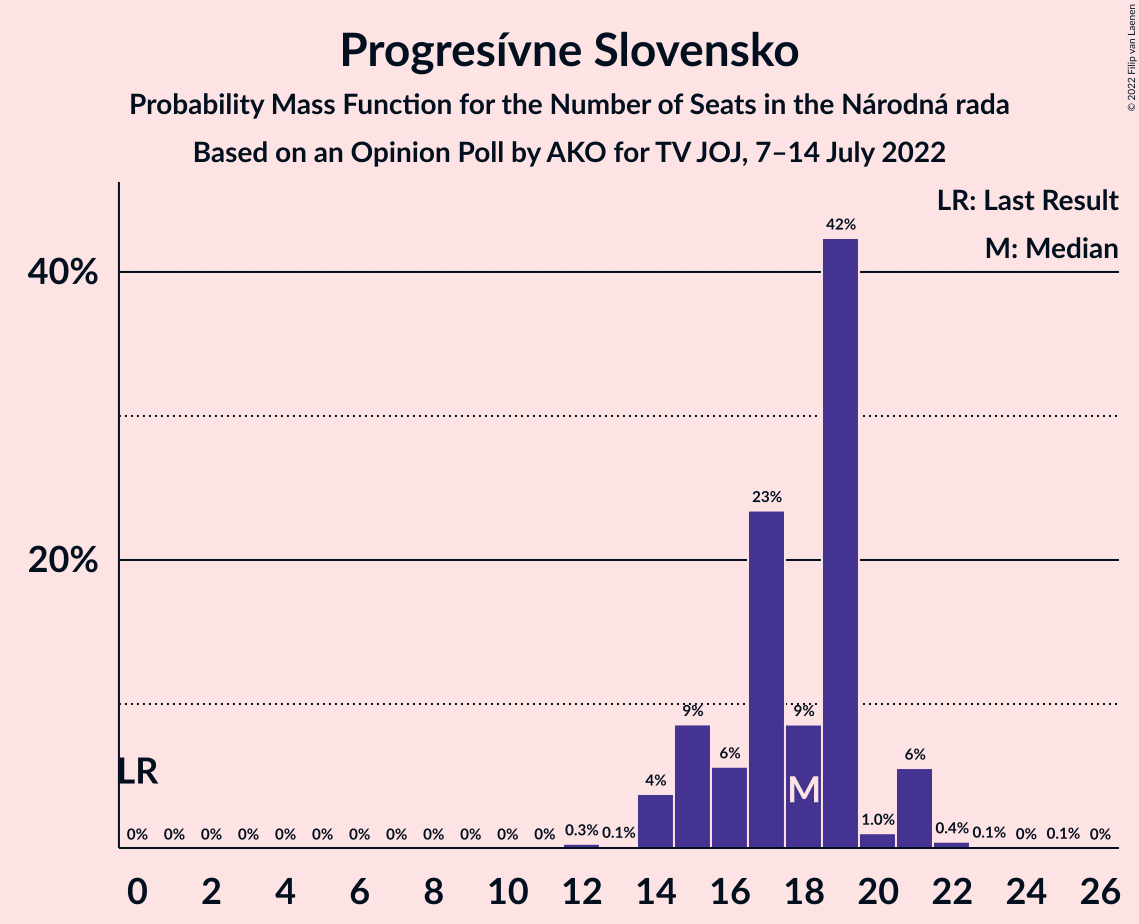 Progresívne Slovensko
Probability Mass Function for the Number of Seats in the Národná rada
Based on an Opinion Poll by AKO for TV JOJ, 7–14 July 2022
© 2022 Filip van Laenen
LR: Last Result
M: Median
40%
20%
LR
M
0% 0% 0% 0% 0% 0% 0% 0% 0% 0% 0% 0% 0.3% 0.1% 4% 9% 6% 23% 9% 42% 1.0% 6% 0.4% 0.1% 0% 0.1% 0%
0 2 4 6 8 10 12 14 16 18 20 22 24 26